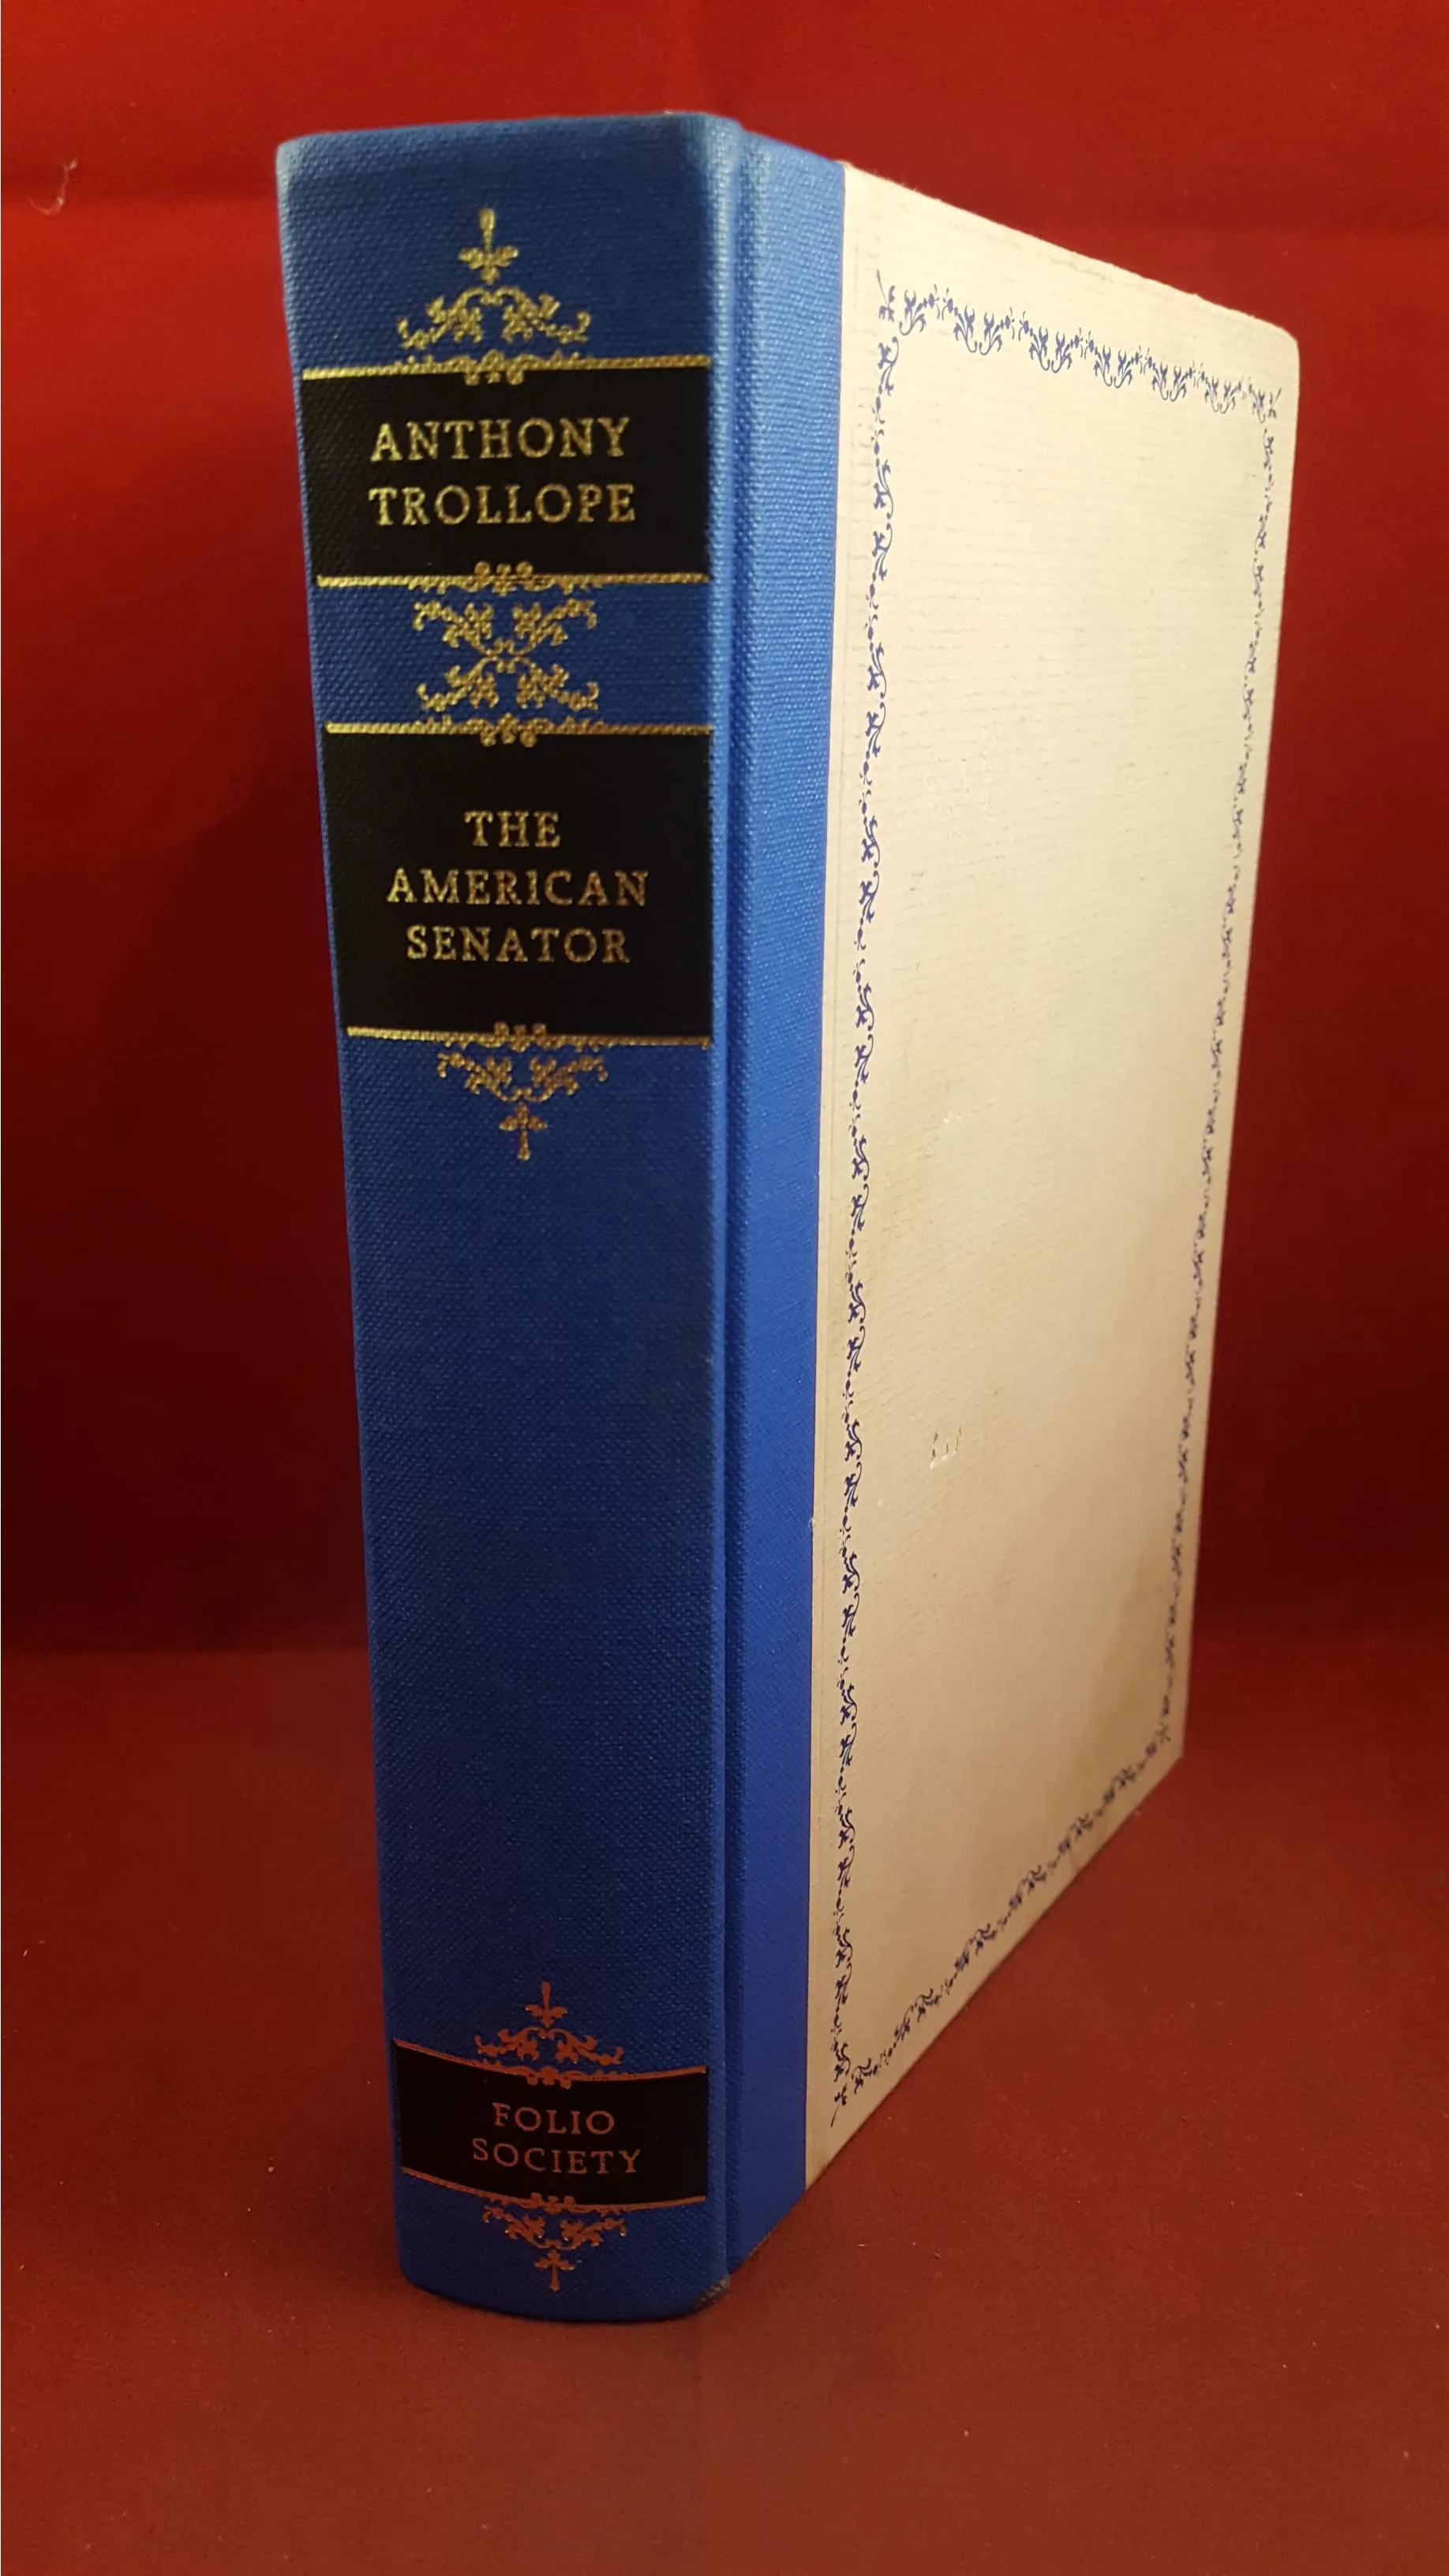 ANTHONY
TROLLOPE
THE
AMERICAN
SENATOR
FOLIO
SOCIETY